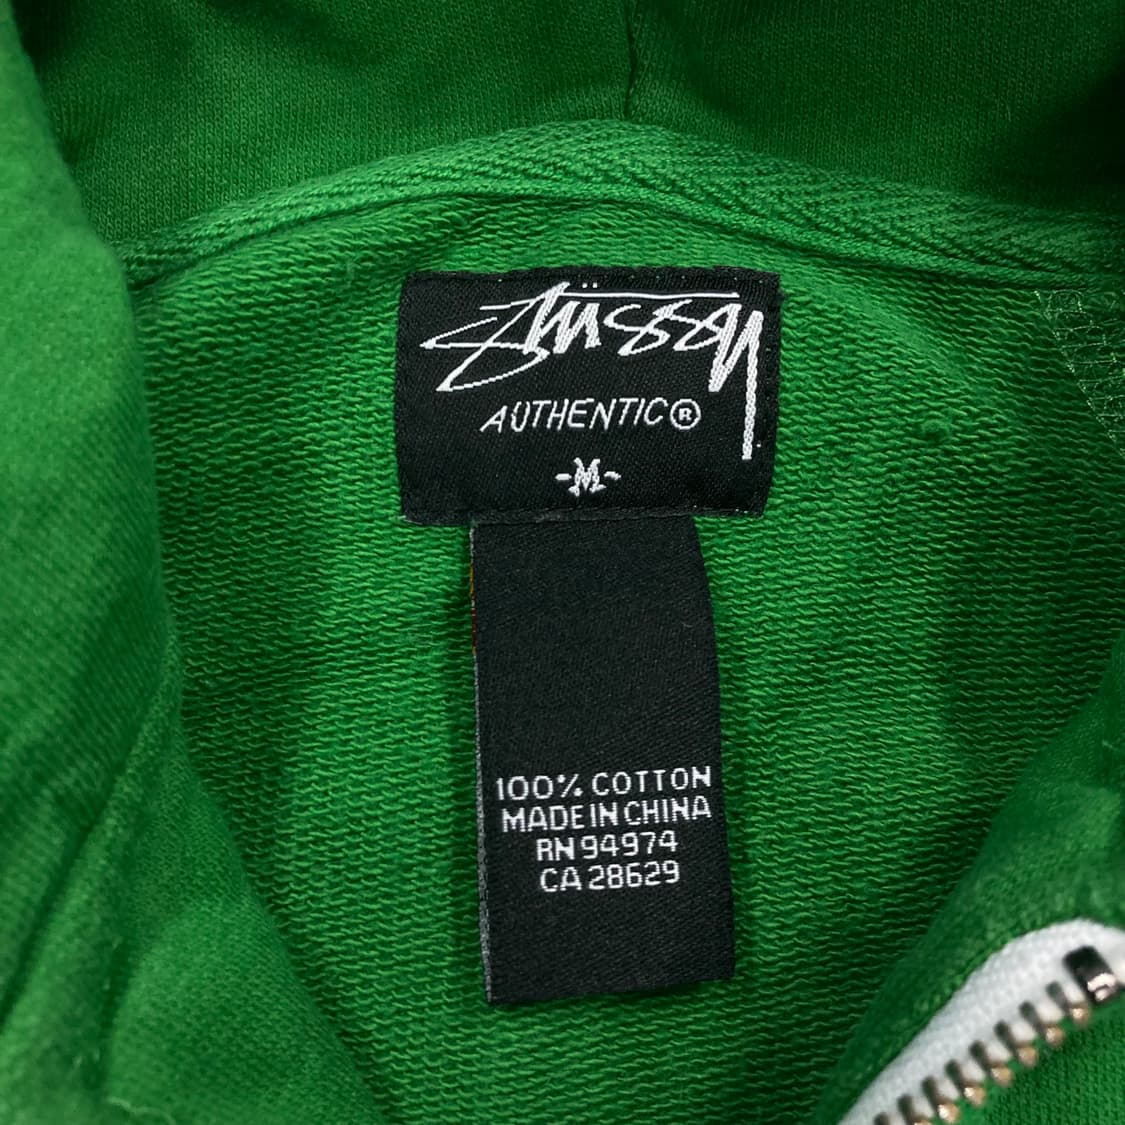 Stüssy
AUTHENTIC®
-M-
100% COTTON
MADE IN CHINA
RN 94974
CA 28629